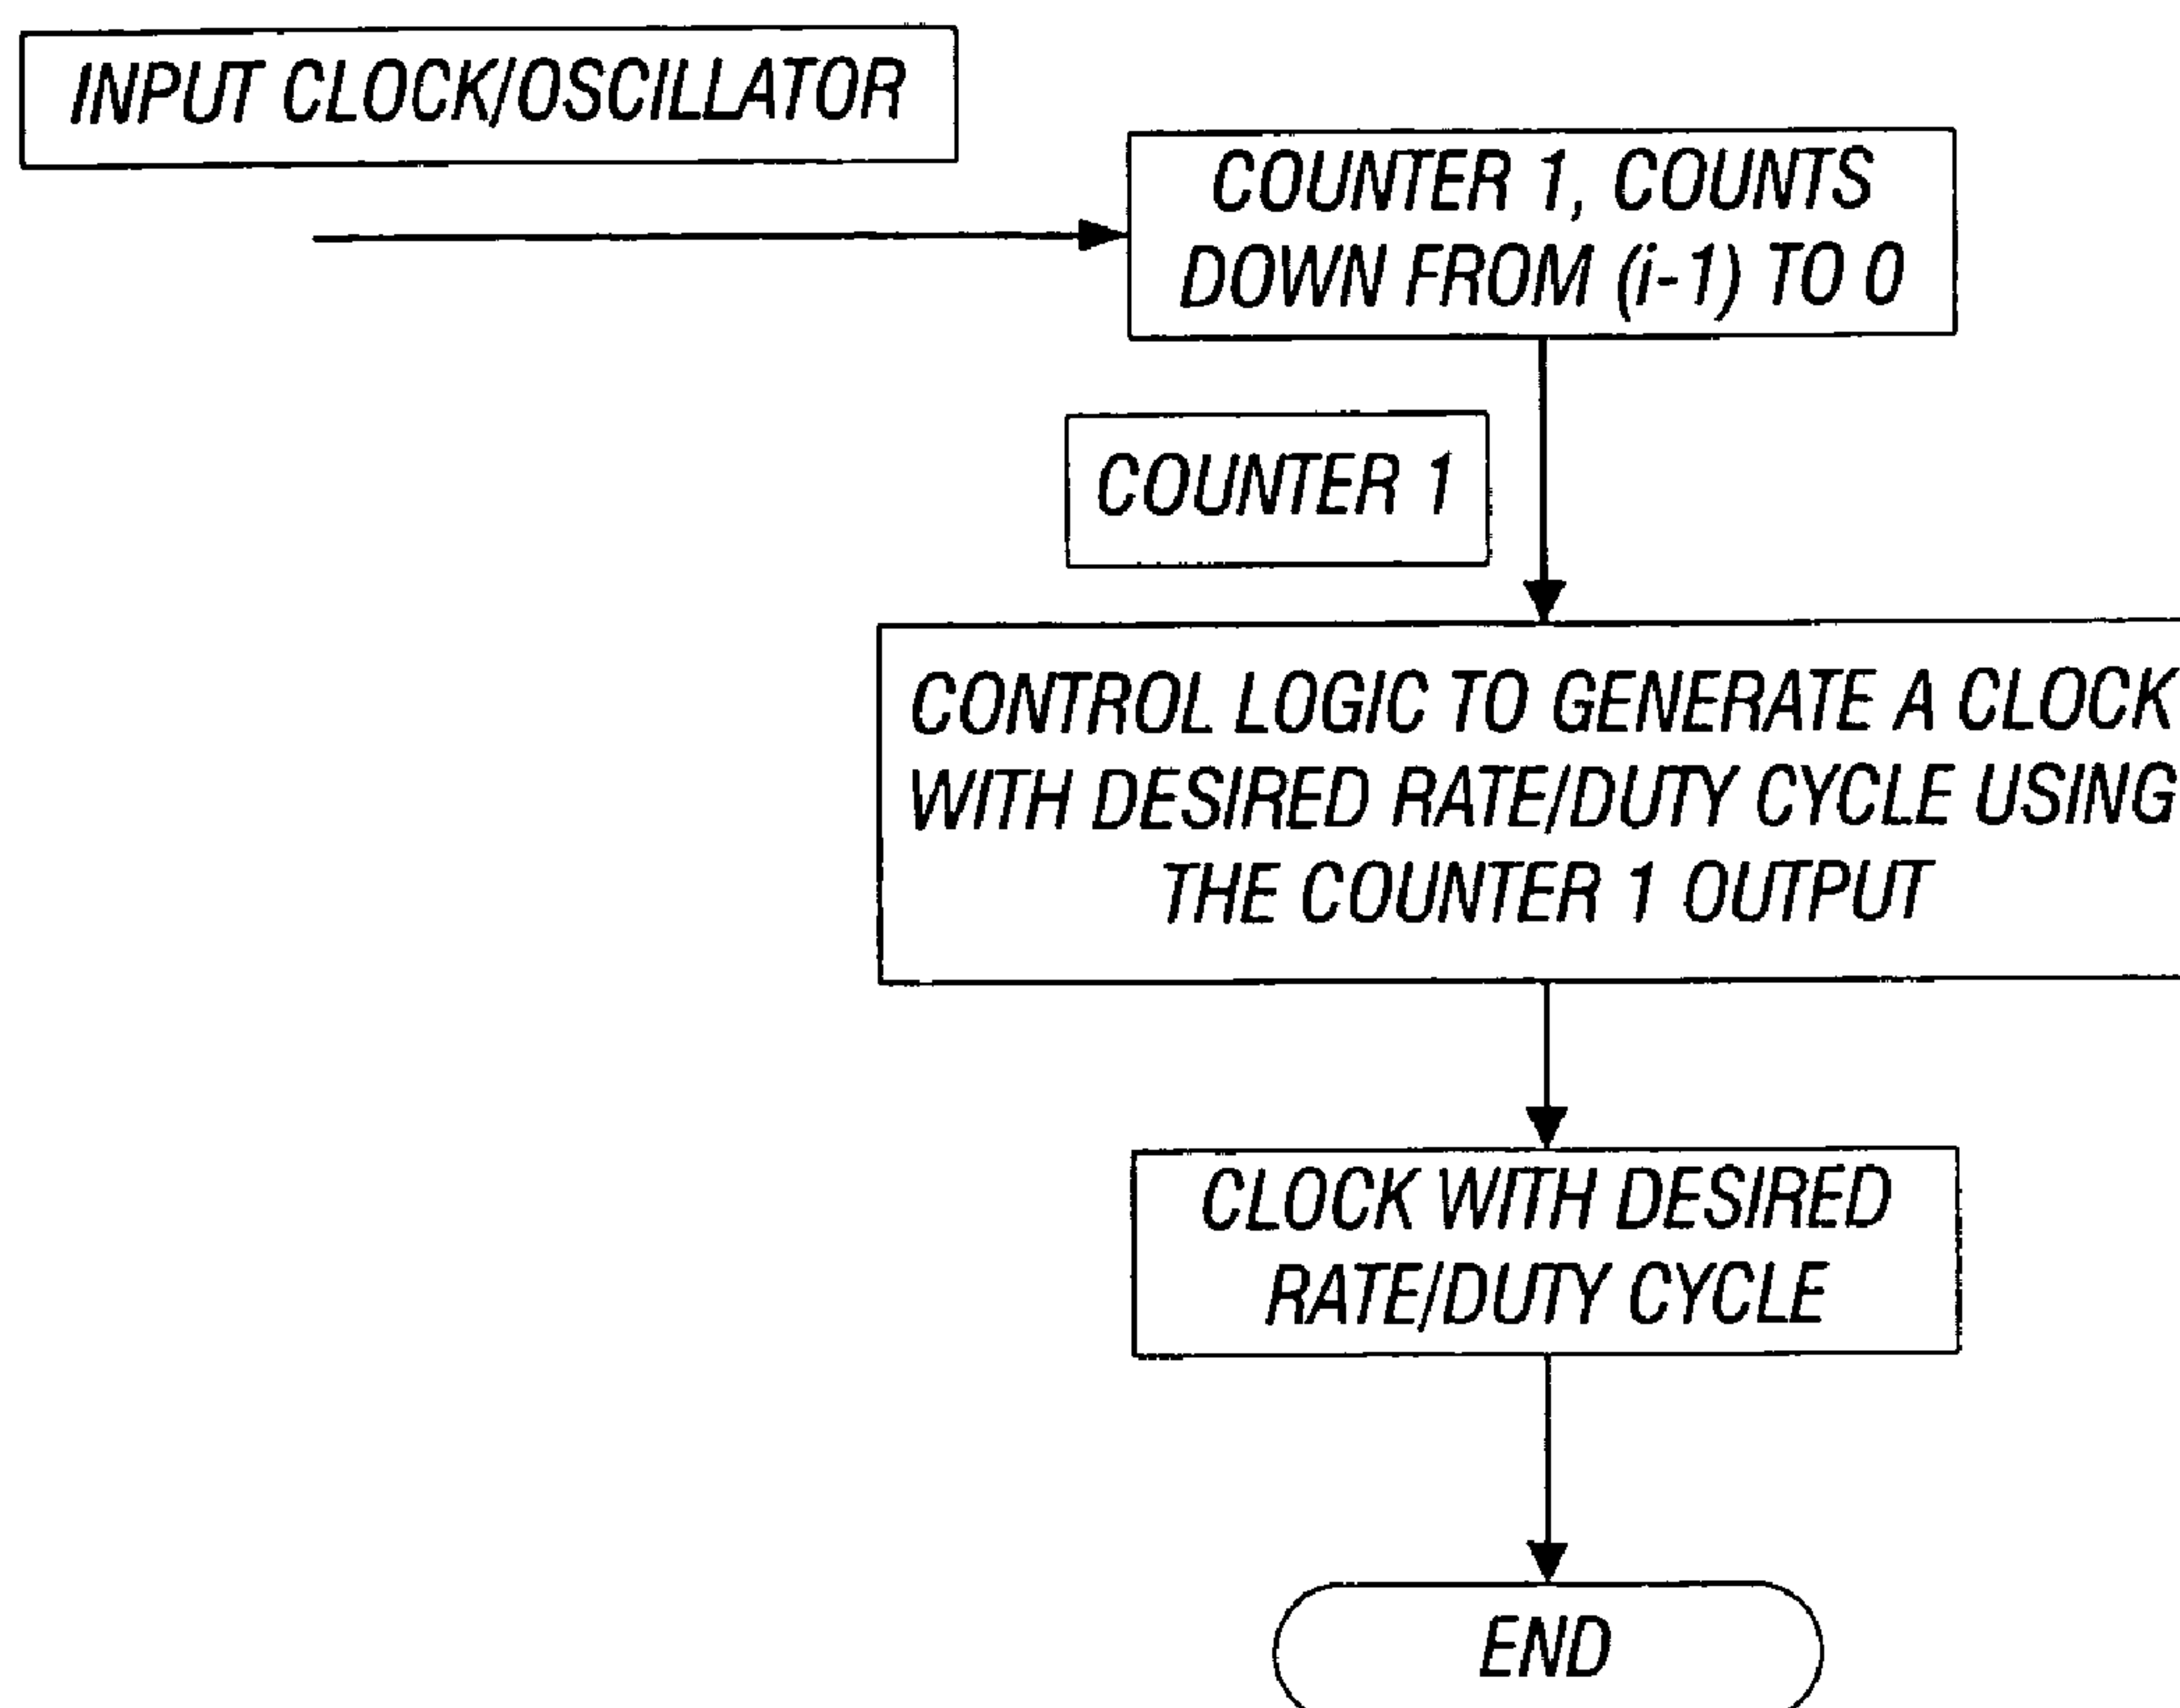 INPUT CLOCK/OSCILLATOR
COUNTER 1, COUNTS
DOWN FROM (i-1) TO 0
COUNTER 1
CONTROL LOGIC TO GENERATE A CLOCK
WITH DESIRED RATE/DUTY CYCLE USING
THE COUNTER 1 OUTPUT
CLOCK WITH DESIRED
RATE/DUTY CYCLE
END